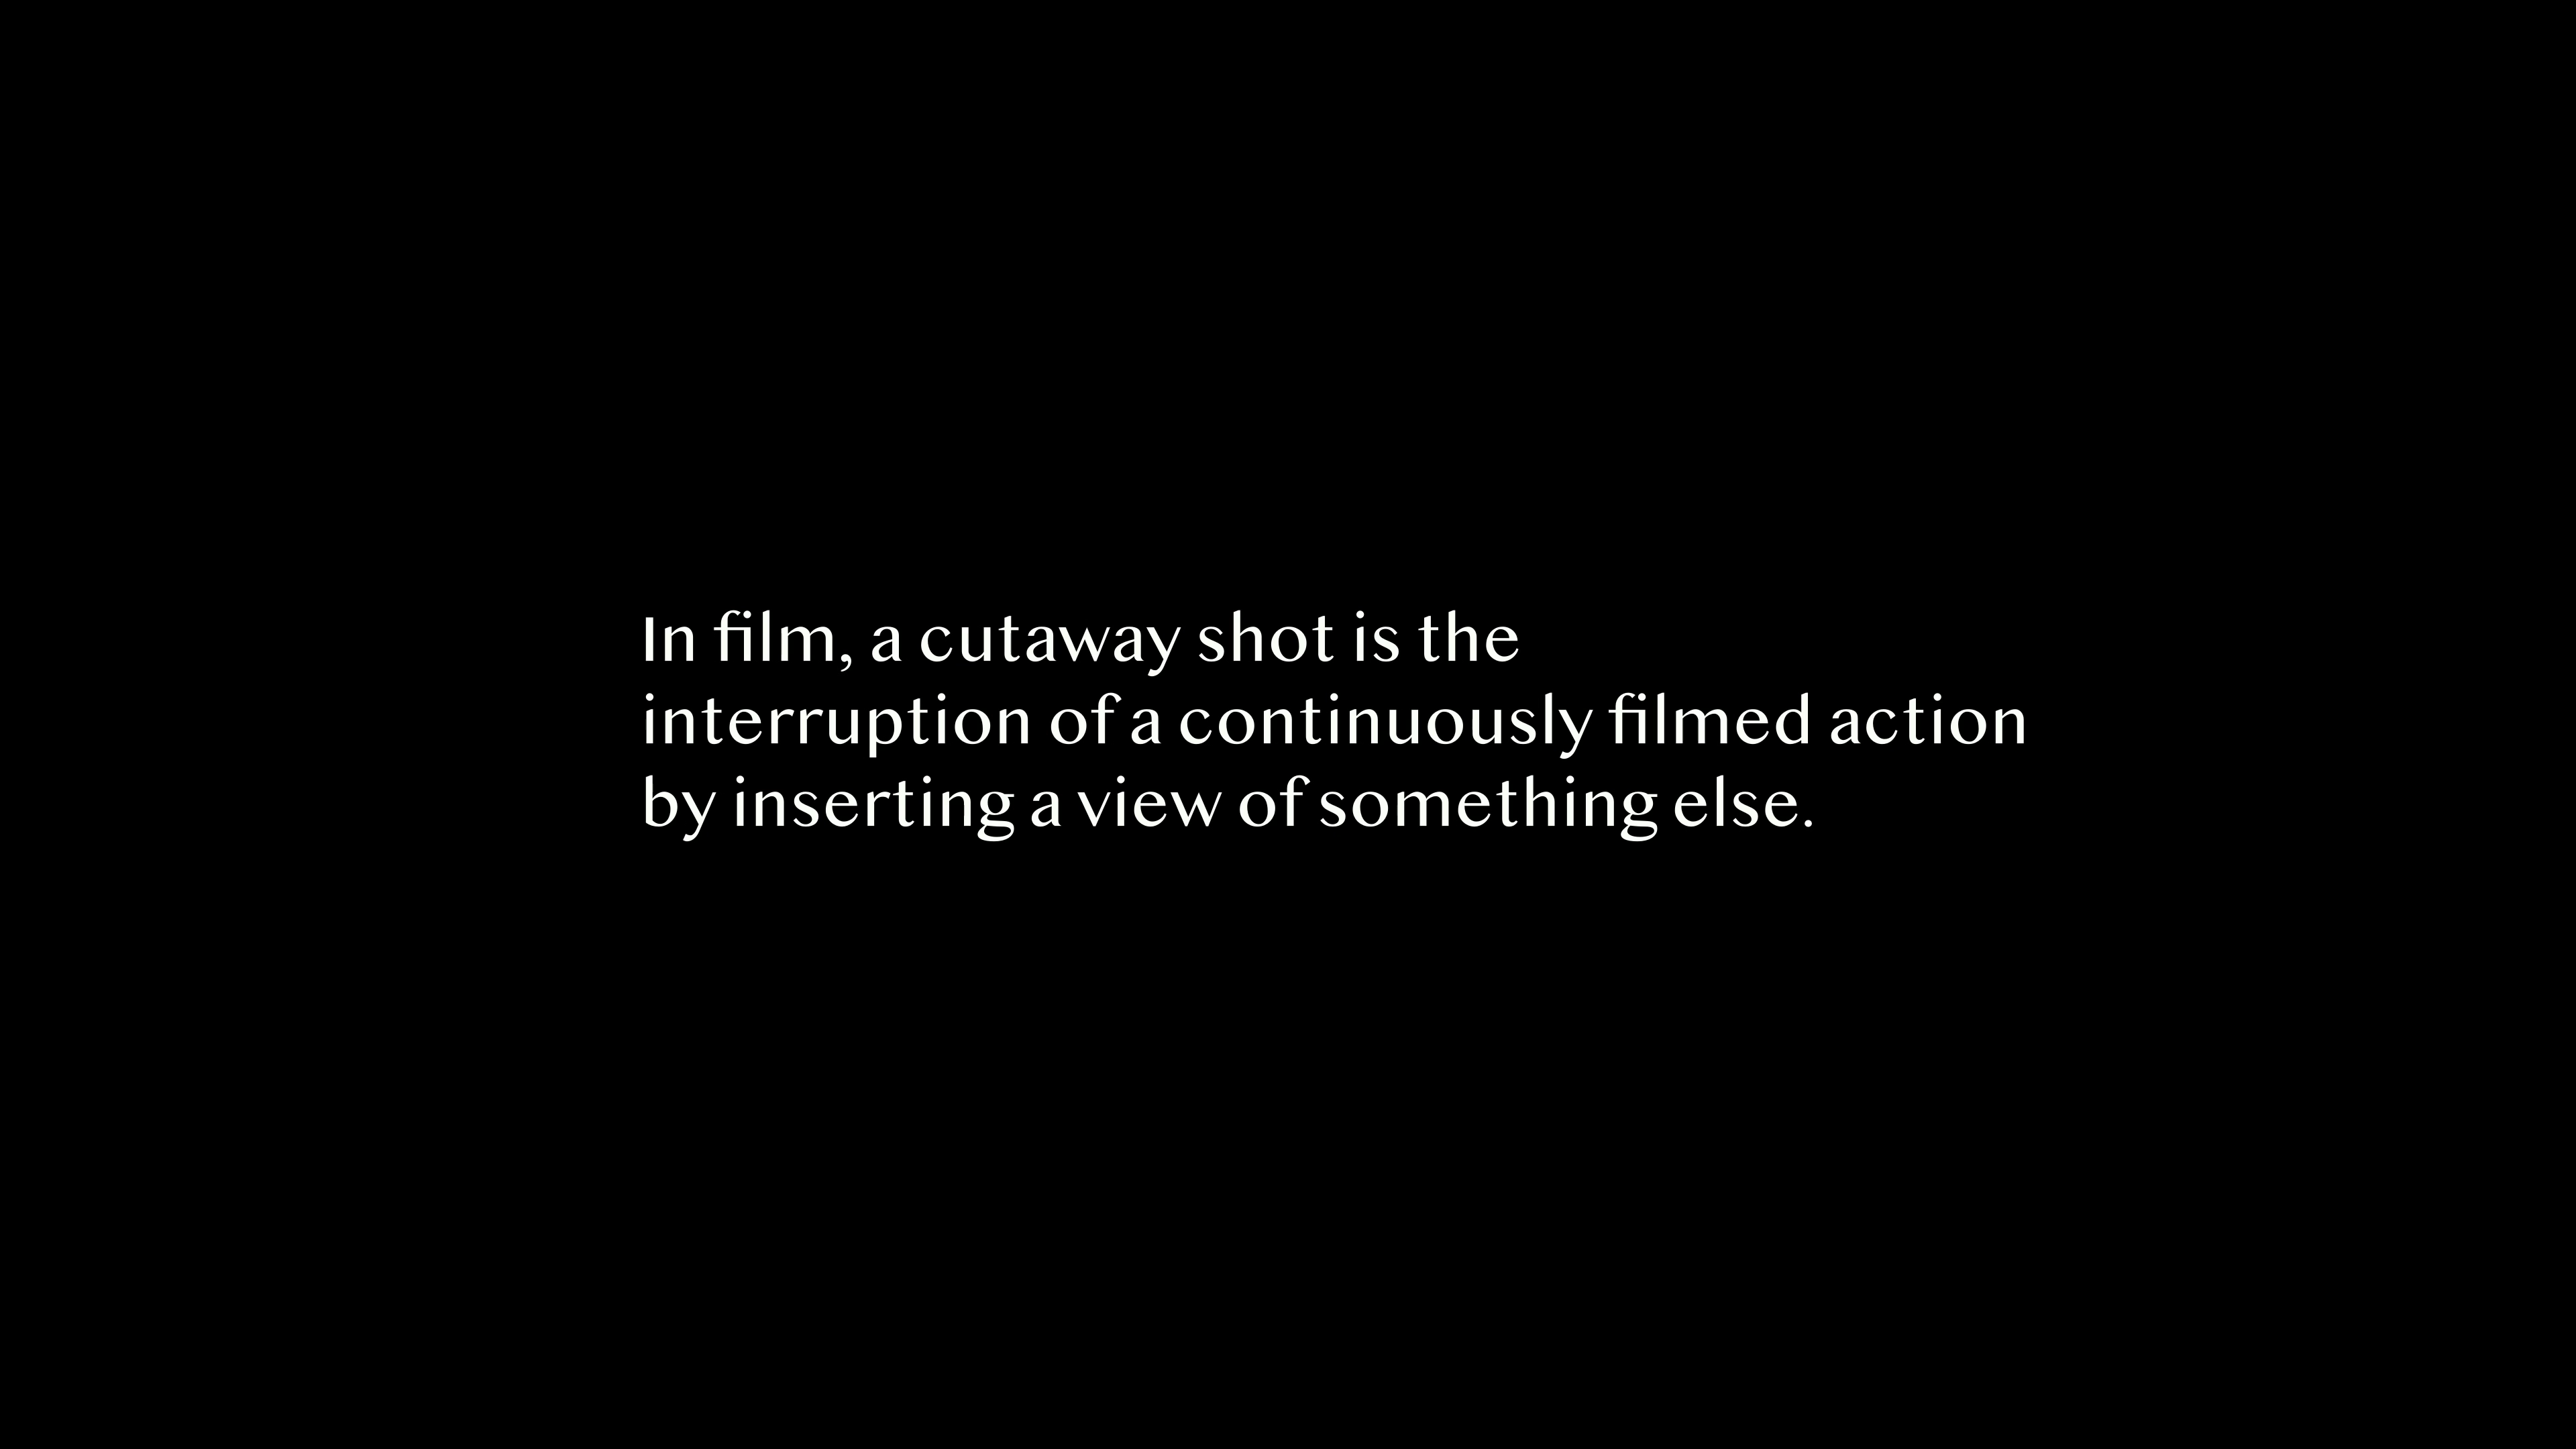 In film, a cutaway shot is the
interruption of a continuously filmed action
by inserting a view of something else.